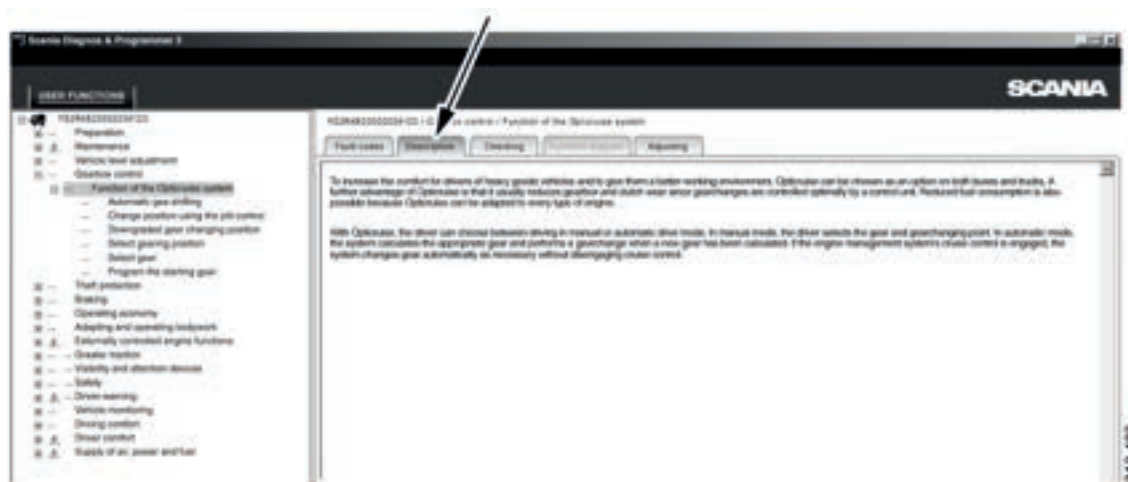 Scania Diagnos & Programmer 3
USER FUNCTIONS
SCANIA
Preparation
Maintenance
Vehicle level adjustment
Gearbox control
Function of the Opticruise system
Automatic gear shifting
Change position using the pilot control
Downgraded gear changing position
Select gearing position
Select gear
Program the starting gear
Theft protection
Braking
Operating economy
Adapting and operating bodywork
Externally controlled engine functions
Greater traction
Visibility and attention devices
Safety
Driver warning
Vehicle monitoring
Driving comfort
Driver comfort
Supply of air, power and fuel
control / Function of the Opticruise system
Fault codes
Description
Checking
Adjusting
To increase the comfort for drivers of heavy goods vehicles and to give them a better working environment, Opticruise can be chosen as an option on both buses and trucks. A
further advantage of Opticruise is that it usually reduces gearbox and clutch wear since gearchanges are controlled optimally by a control unit. Reduced fuel consumption is also
possible because Opticruise can be adapted to every type of engine.
With Opticruise, the driver can choose between driving in manual or automatic drive mode. In manual mode, the driver selects the gear and gearchanging point. In automatic mode,
the system calculates the appropriate gear and performs a gearchange when a new gear has been calculated. If the engine management system's cruise control is engaged, the
system changes gear automatically as necessary without disengaging cruise control.